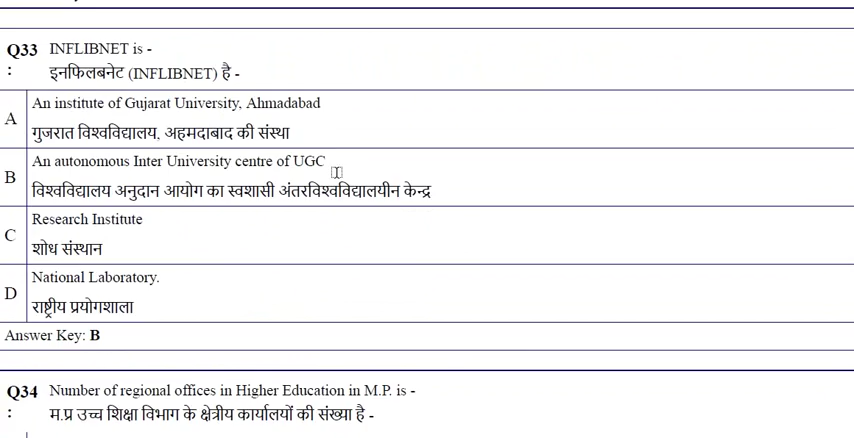 Q33 INFLIBNET is -
: इनफिलबनेट (INFLIBNET) है -
A
An institute of Gujarat University, Ahmadabad
गुजरात विश्वविद्यालय, अहमदाबाद की संस्था
B
An autonomous Inter University centre of UGC
विश्वविद्यालय अनुदान आयोग का स्वशासी अंतरविश्वविद्यालयीन केन्द्र
C
Research Institute
शोध संस्थान
D
National Laboratory.
राष्ट्रीय प्रयोगशाला
Answer Key: B
Q34 Number of regional offices in Higher Education in M.P. is -
: म.प्र उच्च शिक्षा विभाग के क्षेत्रीय कार्यालयों की संख्या है -